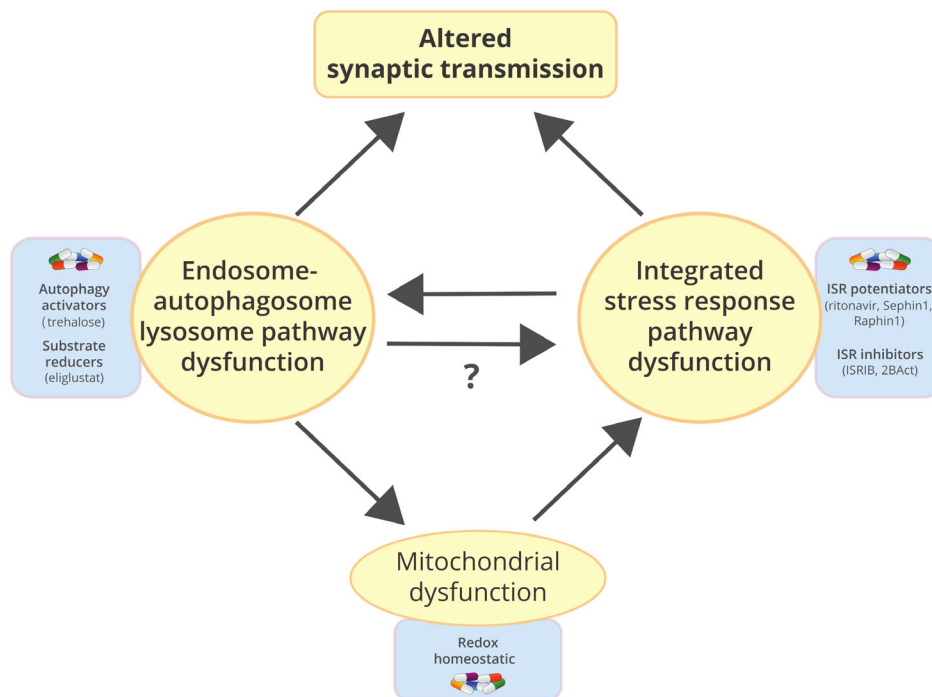 Altered
synaptic transmission
Endosome-
autophagosome
lysosome pathway
dysfunction
Autophagy
activators
(trehalose)
Substrate
reducers
(eliglustat)
?
Integrated
stress response
pathway
dysfunction
ISR potentiators
(ritonavir, Sephin1,
Raphin1)
ISR inhibitors
(ISRIB, 2BAct)
Mitochondrial
dysfunction
Redox
homeostatic